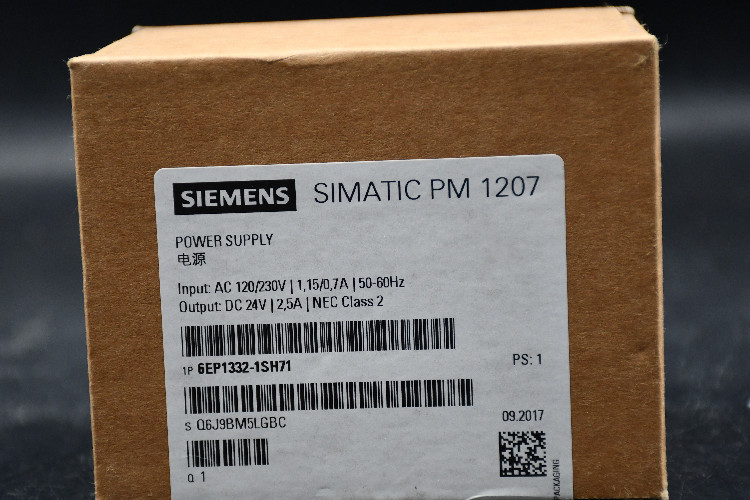 SIEMENS SIMATIC PM 1207
POWER SUPPLY
电源
Input: AC 120/230V | 1,15/0,7A | 50-60Hz
Output: DC 24V | 2,5A | NEC Class 2
1P 6EP1332-1SH71
PS: 1
S Q6J9BM5LGBC
09.2017
Q 1
PACKAGING